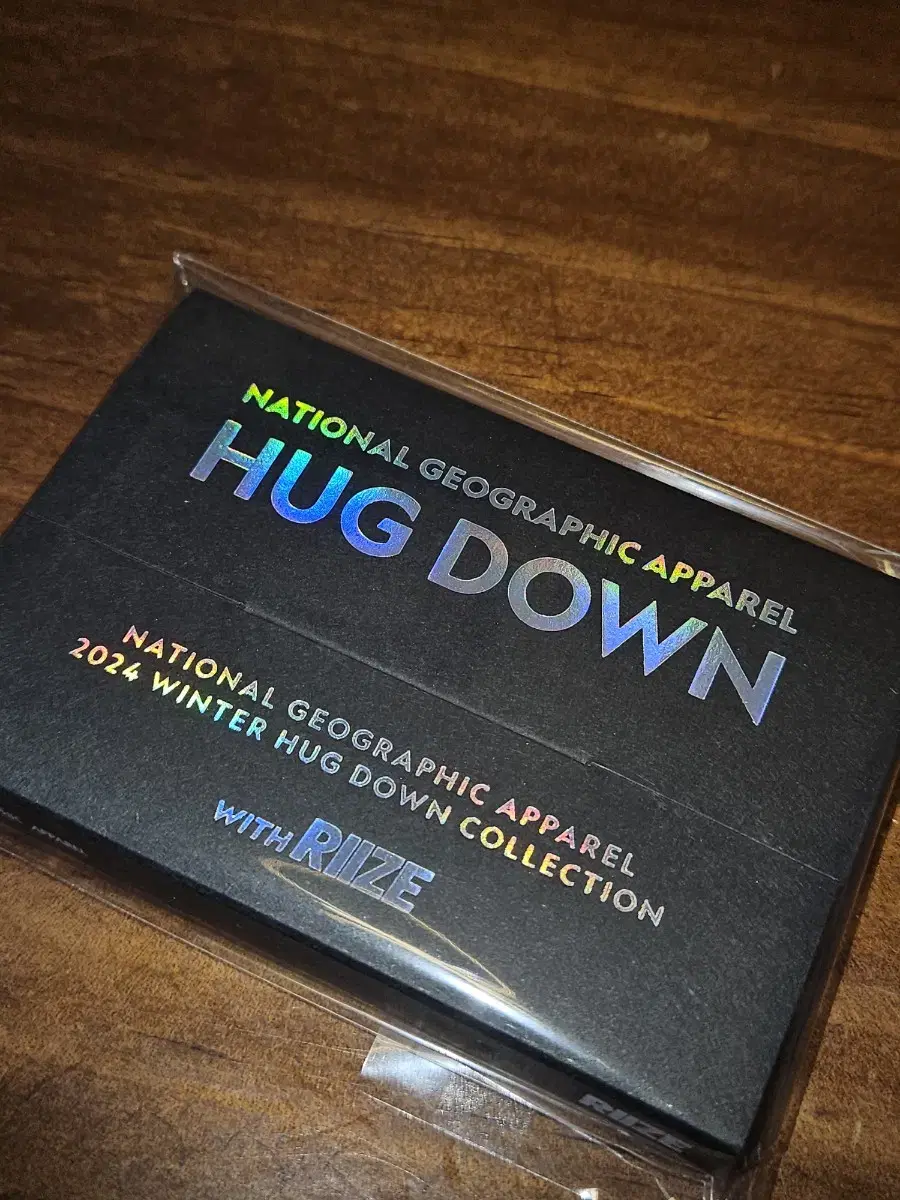 NATIONAL GEOGRAPHIC APPAREL
HUG DOWN
NATIONAL GEOGRAPHIC APPAREL
2024 WINTER HUG DOWN COLLECTION
WITH RIIZE
RIIZE